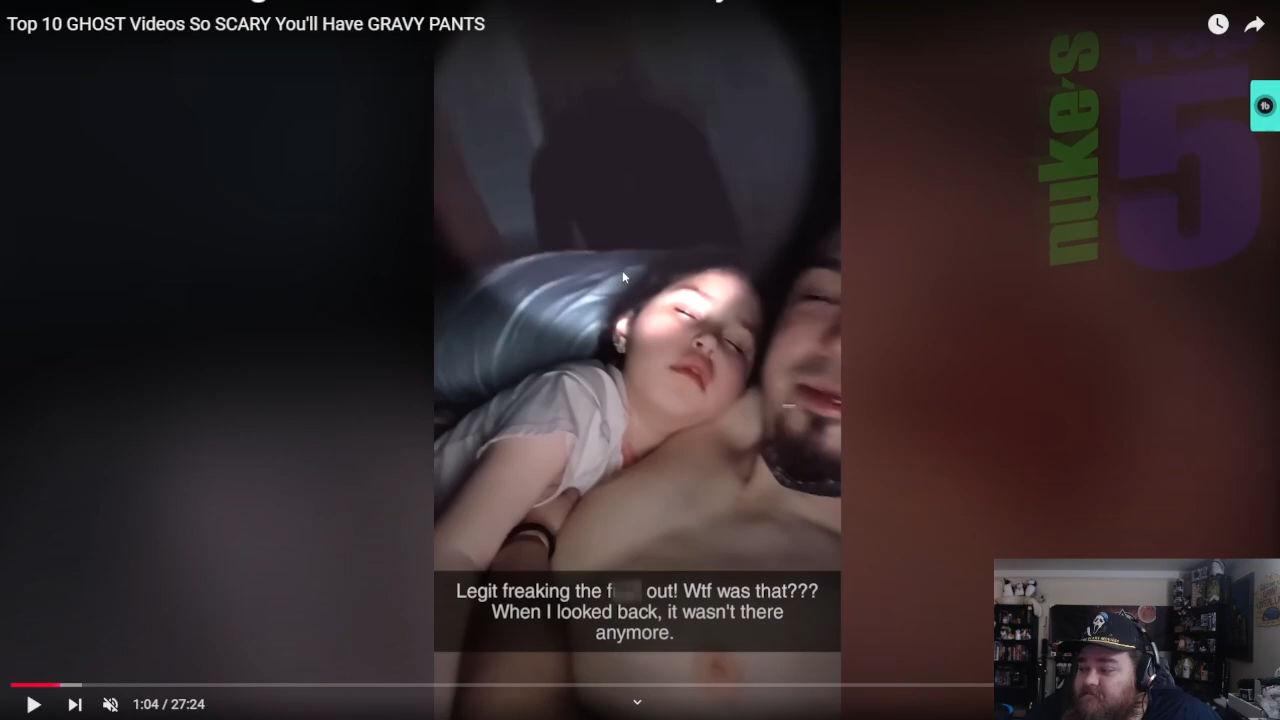 Top 10 GHOST Videos So SCARY You'll Have GRAVY PANTS
nuke's
TOP
5
Legit freaking the f out! Wtf was that???
When I looked back, it wasn't there
anymore.
1:04 / 27:24